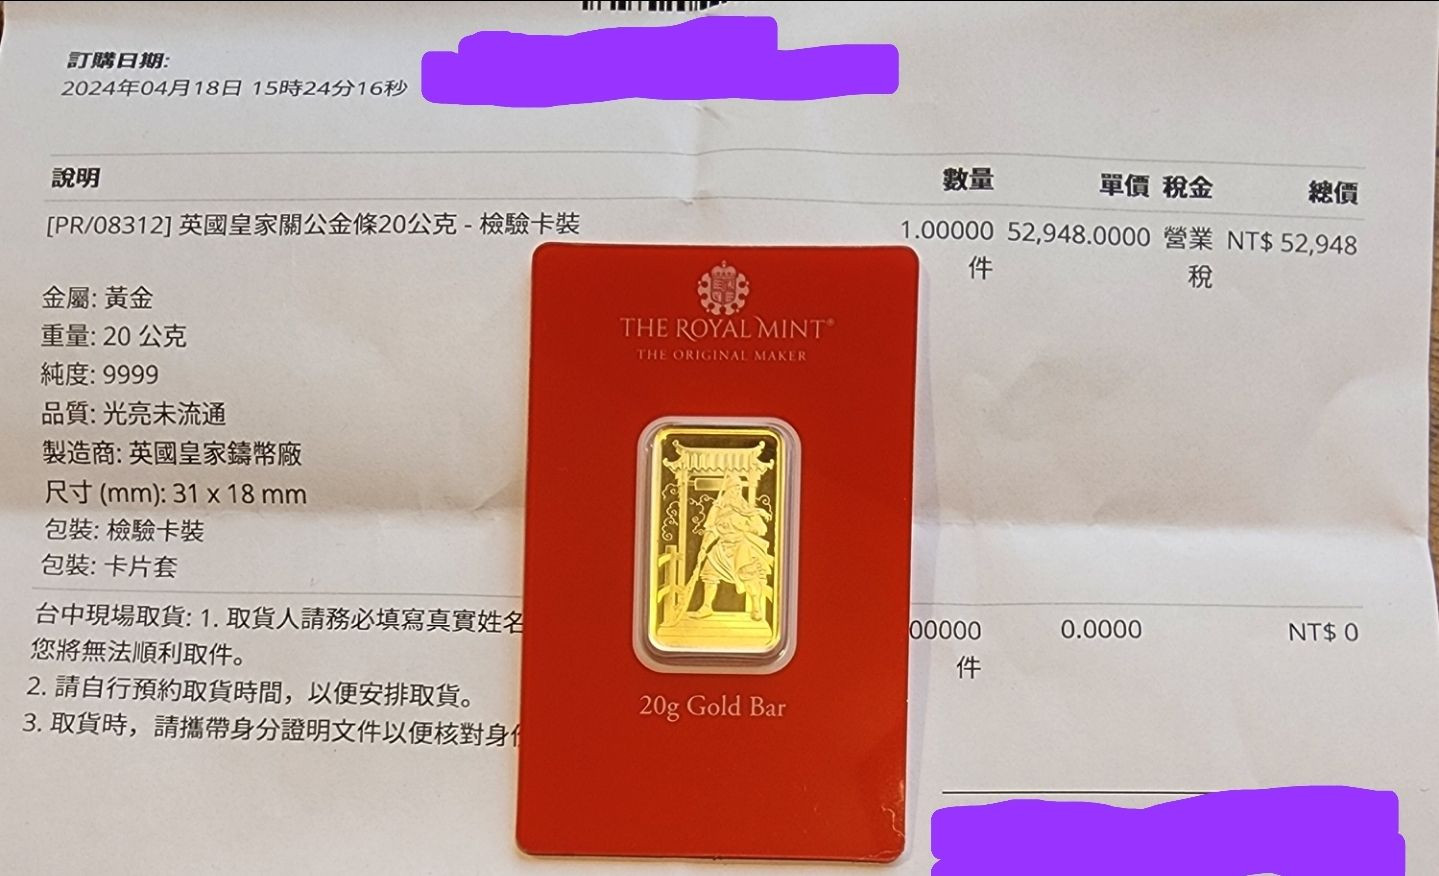 訂購日期:
2024年04月18日 15時24分16秒
說明 數量 單價 稅金 總價
[PR/08312] 英國皇家關公金條20公克 - 檢驗卡裝 1.00000 52,948.0000 營業 NT$ 52,948
件 稅
金屬: 黃金
重量: 20 公克
純度: 9999
品質: 光亮未流通
製造商: 英國皇家鑄幣廠
尺寸 (mm): 31 x 18 mm
包裝: 檢驗卡裝
包裝: 卡片套
台中現場取貨: 1. 取貨人請務必填寫真實姓名 00000 0.0000 NT$ 0
您將無法順利取件。 件
2. 請自行預約取貨時間，以便安排取貨。
3. 取貨時，請攜帶身分證明文件以便核對身
THE ROYAL MINT®
THE ORIGINAL MAKER
20g Gold Bar